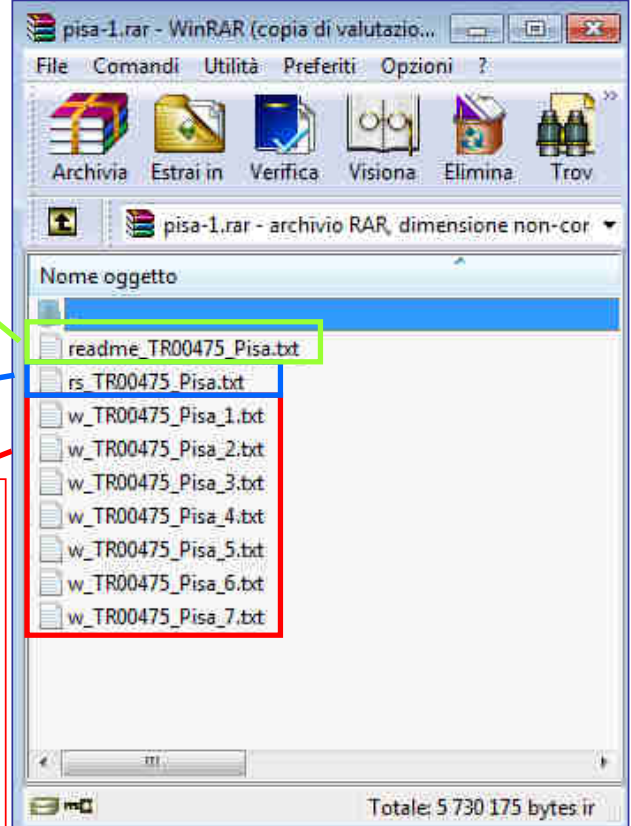 pisa-1.rar - WinRAR (copia di valutazio...
File Comandi Utilità Preferiti Opzioni ?
Archivia Estrai in Verifica Visiona Elimina Trov
pisa-1.rar - archivio RAR, dimensione non-cor
Nome oggetto
..
readme_TR00475_Pisa.txt
rs_TR00475_Pisa.txt
w_TR00475_Pisa_1.txt
w_TR00475_Pisa_2.txt
w_TR00475_Pisa_3.txt
w_TR00475_Pisa_4.txt
w_TR00475_Pisa_5.txt
w_TR00475_Pisa_6.txt
w_TR00475_Pisa_7.txt
Totale: 5 730 175 bytes ir